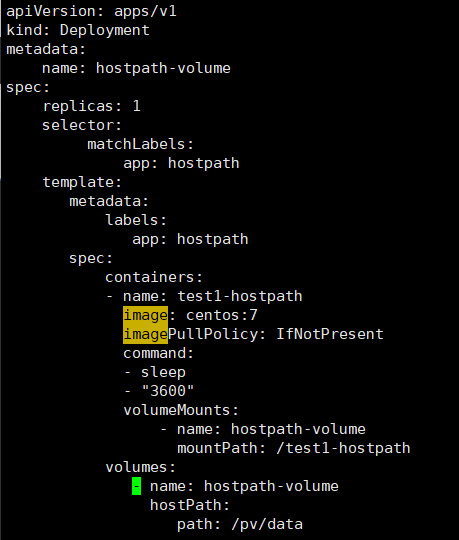 apiVersion: apps/v1
kind: Deployment
metadata:
    name: hostpath-volume
spec:
    replicas: 1
    selector:
         matchLabels:
             app: hostpath
    template:
       metadata:
           labels:
              app: hostpath
       spec:
           containers:
           - name: test1-hostpath
             image: centos:7
             imagePullPolicy: IfNotPresent
             command:
             - sleep
             - "3600"
             volumeMounts:
                 - name: hostpath-volume
                   mountPath: /test1-hostpath
           volumes:
              - name: hostpath-volume
                hostPath:
                   path: /pv/data